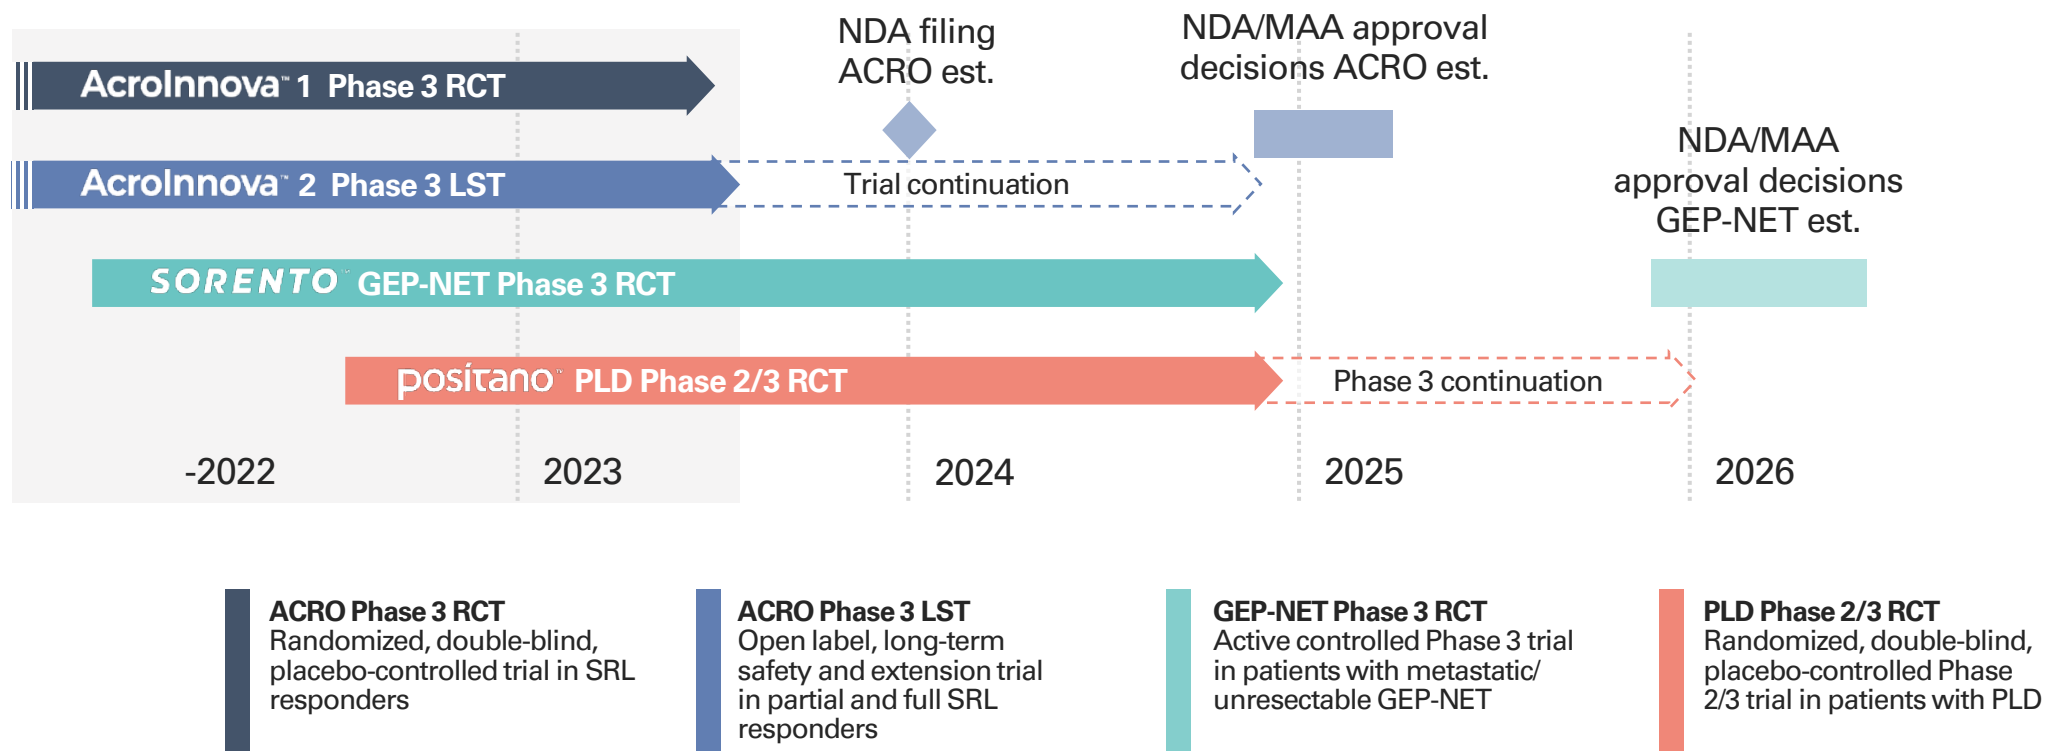 NDA filing
ACRO est.
NDA/MAA approval
decisions ACRO est.
AcroInnova™ 1 Phase 3 RCT
NDA/MAA
approval decisions
GEP-NET est.
AcroInnova™ 2 Phase 3 LST
Trial continuation
SORENTO™ GEP-NET Phase 3 RCT
positano™ PLD Phase 2/3 RCT
Phase 3 continuation
-2022
2023
2024
2025
2026
ACRO Phase 3 RCT
Randomized, double-blind,
placebo-controlled trial in SRL
responders
ACRO Phase 3 LST
Open label, long-term
safety and extension trial
in partial and full SRL
responders
GEP-NET Phase 3 RCT
Active controlled Phase 3 trial
in patients with metastatic/
unresectable GEP-NET
PLD Phase 2/3 RCT
Randomized, double-blind,
placebo-controlled Phase
2/3 trial in patients with PLD